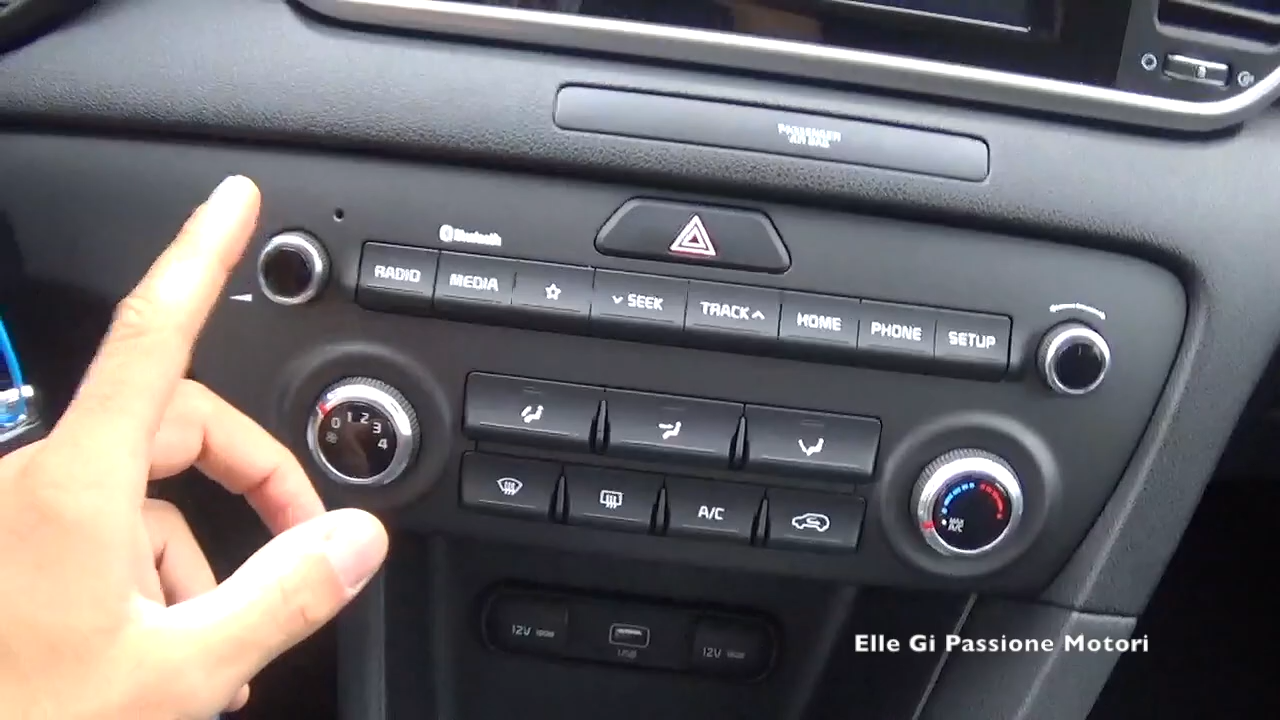 PASSENGER
AIR BAG
Bluetooth
RADIO
MEDIA
SEEK
TRACK
HOME
PHONE
SETUP
0 1 2 3 4
A/C
MAX
A/C
12V
USB
12V
Elle Gi Passione Motori